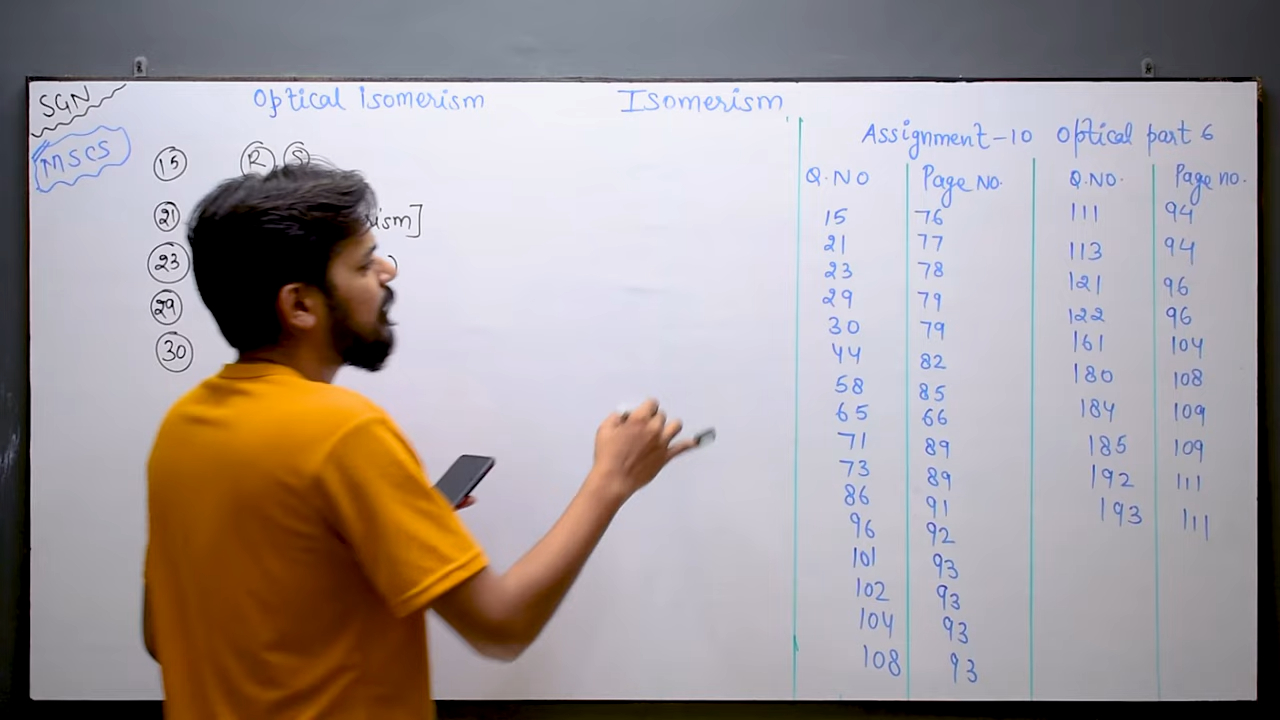 SGN
MSCS
Optical Isomerism
Isomerism
15 R S
21 rism]
23 )
29
30
Assignment-10 Optical part 6
Q.NO Page No. Q.NO. Page no.
15 76 111 94
21 77 113 94
23 78 121 96
29 79 122 96
30 79 161 104
44 82 180 108
58 85 184 109
65 66 185 109
71 89 192 111
73 89 193 111
86 91
96 92
101 93
102 93
104 93
108 93